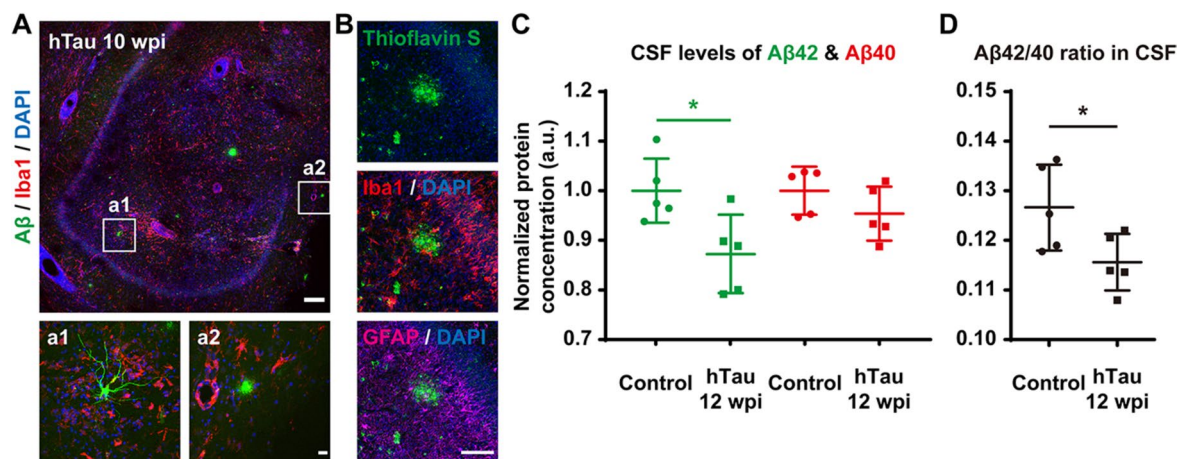 A
hTau 10 wpi
Aβ / Iba1 / DAPI
a1
a2
a1
a2
B
Thioflavin S
Iba1 / DAPI
GFAP / DAPI
C
CSF levels of Aβ42 & Aβ40
Normalized protein
concentration (a.u.)
1.2
1.1
1.0
0.9
0.8
0.7
*
Control
hTau
12 wpi
Control
hTau
12 wpi
D
Aβ42/40 ratio in CSF
0.15
0.14
0.13
0.12
0.11
0.10
*
Control
hTau
12 wpi